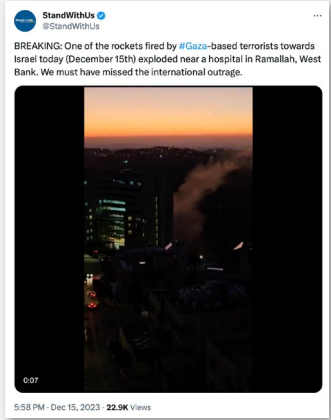 StandWithUs
@StandWithUs
BREAKING: One of the rockets fired by #Gaza-based terrorists towards
Israel today (December 15th) exploded near a hospital in Ramallah, West
Bank. We must have missed the international outrage.
0:07
5:58 PM · Dec 15, 2023 · 22.9K Views